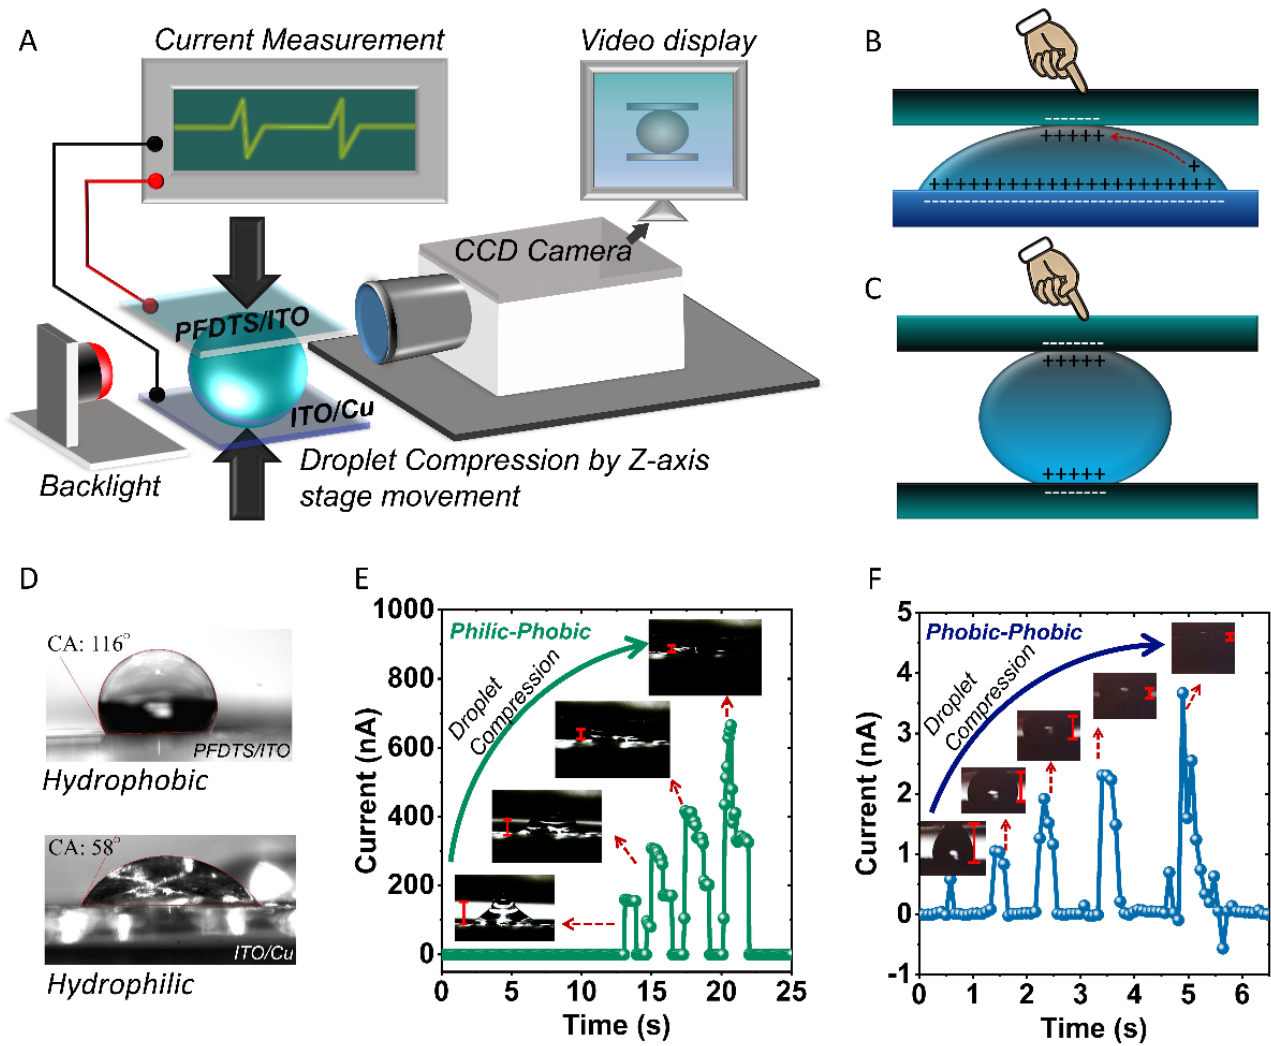 A
Current Measurement
Video display
CCD Camera
PFDTS/ITO
ITO/Cu
Backlight
Droplet Compression by Z-axis
stage movement
B
-------
+++++
+
++++++++++++++++++++++
C
--------
+++++
+++++
-------
D
CA: 116°
PFDTS/ITO
Hydrophobic
CA: 58°
ITO/Cu
Hydrophilic
E
Philic-Phobic
Droplet
Compression
Current (nA)
1000
800
600
400
200
0
0 5 10 15 20 25
Time (s)
F
Phobic-Phobic
Droplet
Compression
Current (nA)
5
4
3
2
1
0
-1
0 1 2 3 4 5 6
Time (s)